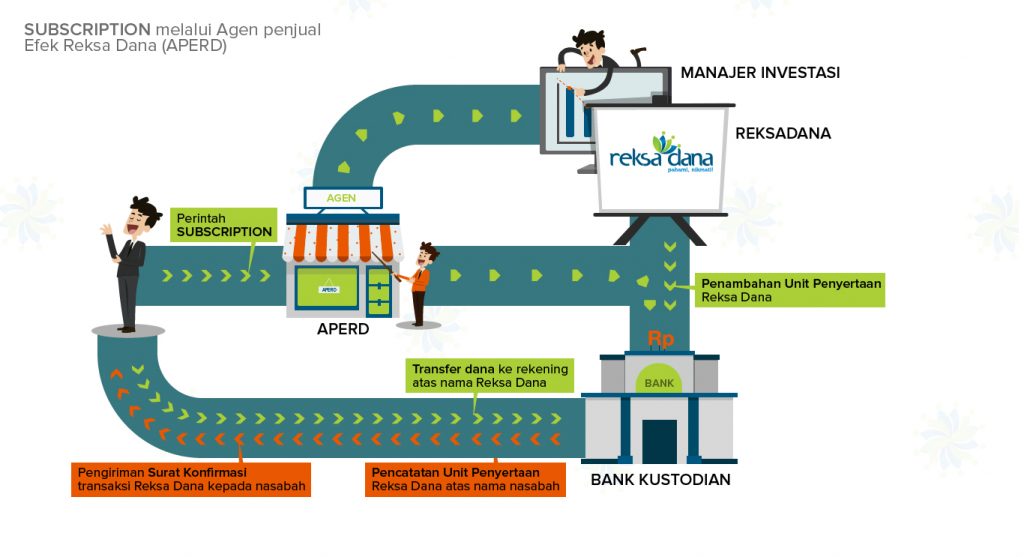 SUBSCRIPTION melalui Agen penjual
Efek Reksa Dana (APERD)
MANAJER INVESTASI
REKSADANA
reksa dana
pahami, nikmati!
AGEN
Perintah
SUBSCRIPTION
APERD
APERD
Penambahan Unit Penyertaan
Reksa Dana
Rp
BANK
Transfer dana ke rekening
atas nama Reksa Dana
Pengiriman Surat Konfirmasi
transaksi Reksa Dana kepada nasabah
Pencatatan Unit Penyertaan
Reksa Dana atas nama nasabah
BANK KUSTODIAN